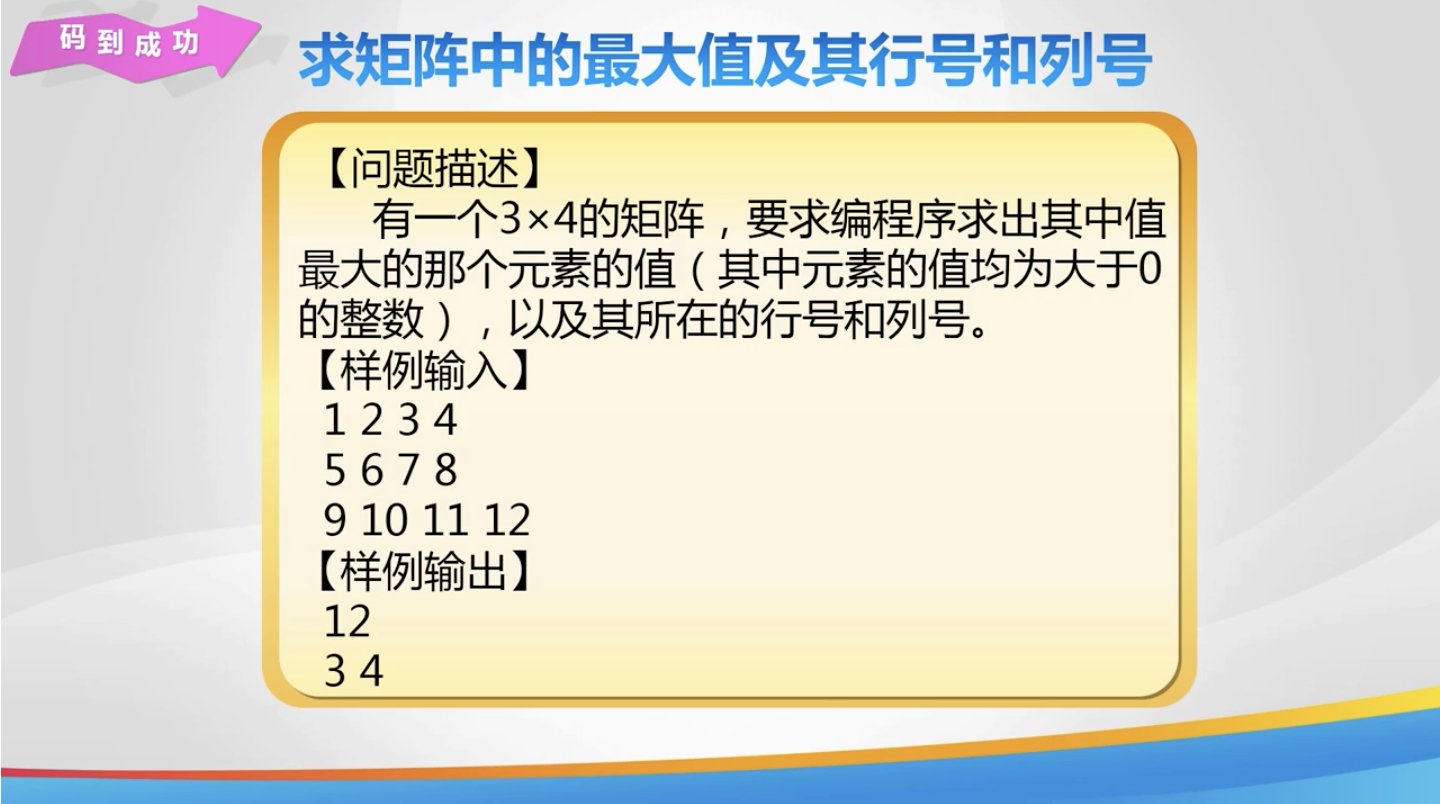 码到成功
求矩阵中的最大值及其行号和列号
【问题描述】
有一个3×4的矩阵，要求编程序求出其中值
最大的那个元素的值（其中元素的值均为大于0
的整数），以及其所在的行号和列号。
【样例输入】
1 2 3 4
5 6 7 8
9 10 11 12
【样例输出】
12
3 4